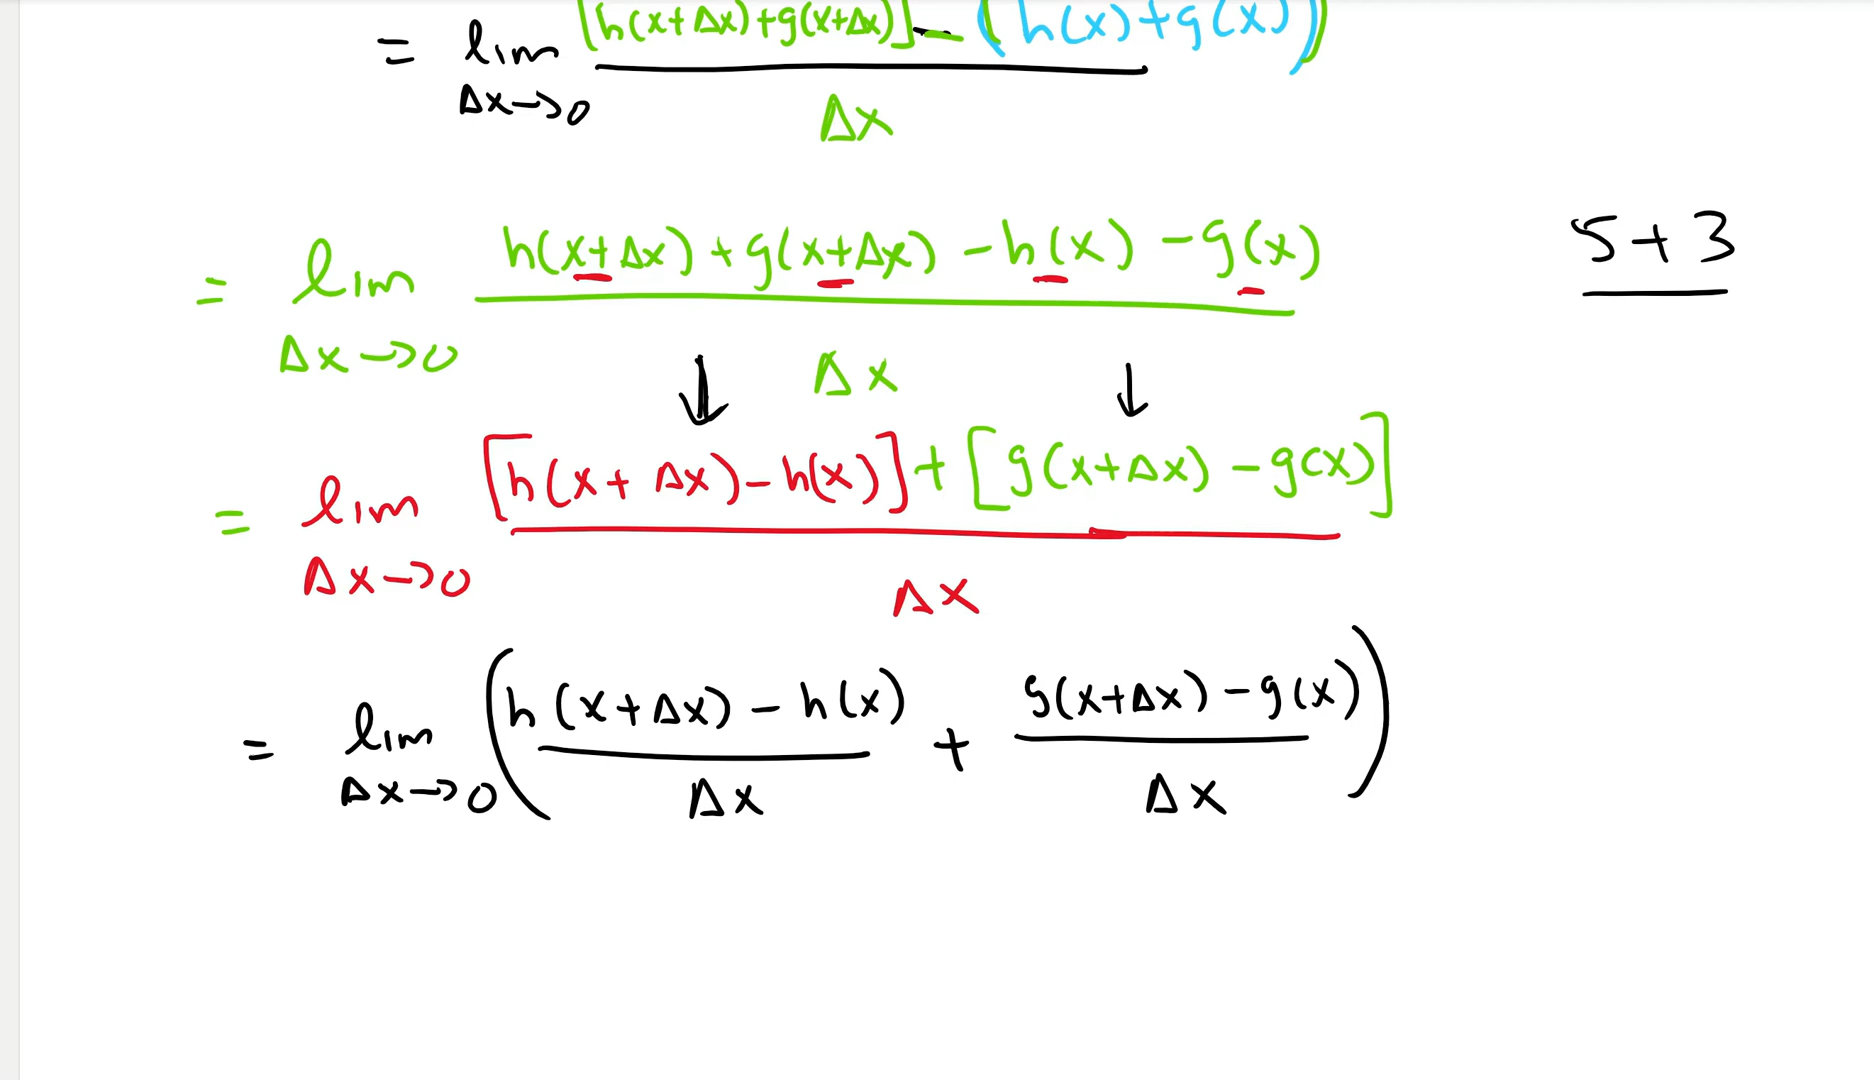 = lim [h(x+Δx)+g(x+Δx)] - (h(x)+g(x))
Δx→0 Δx
= lim h(x+Δx)+g(x+Δx) -h(x) -g(x) 5+3
Δx→0 Δx
= lim [h(x+Δx)-h(x)]+[g(x+Δx)-g(x)]
Δx→0 Δx
= lim (h(x+Δx)-h(x) + g(x+Δx)-g(x))
Δx→0 Δx Δx